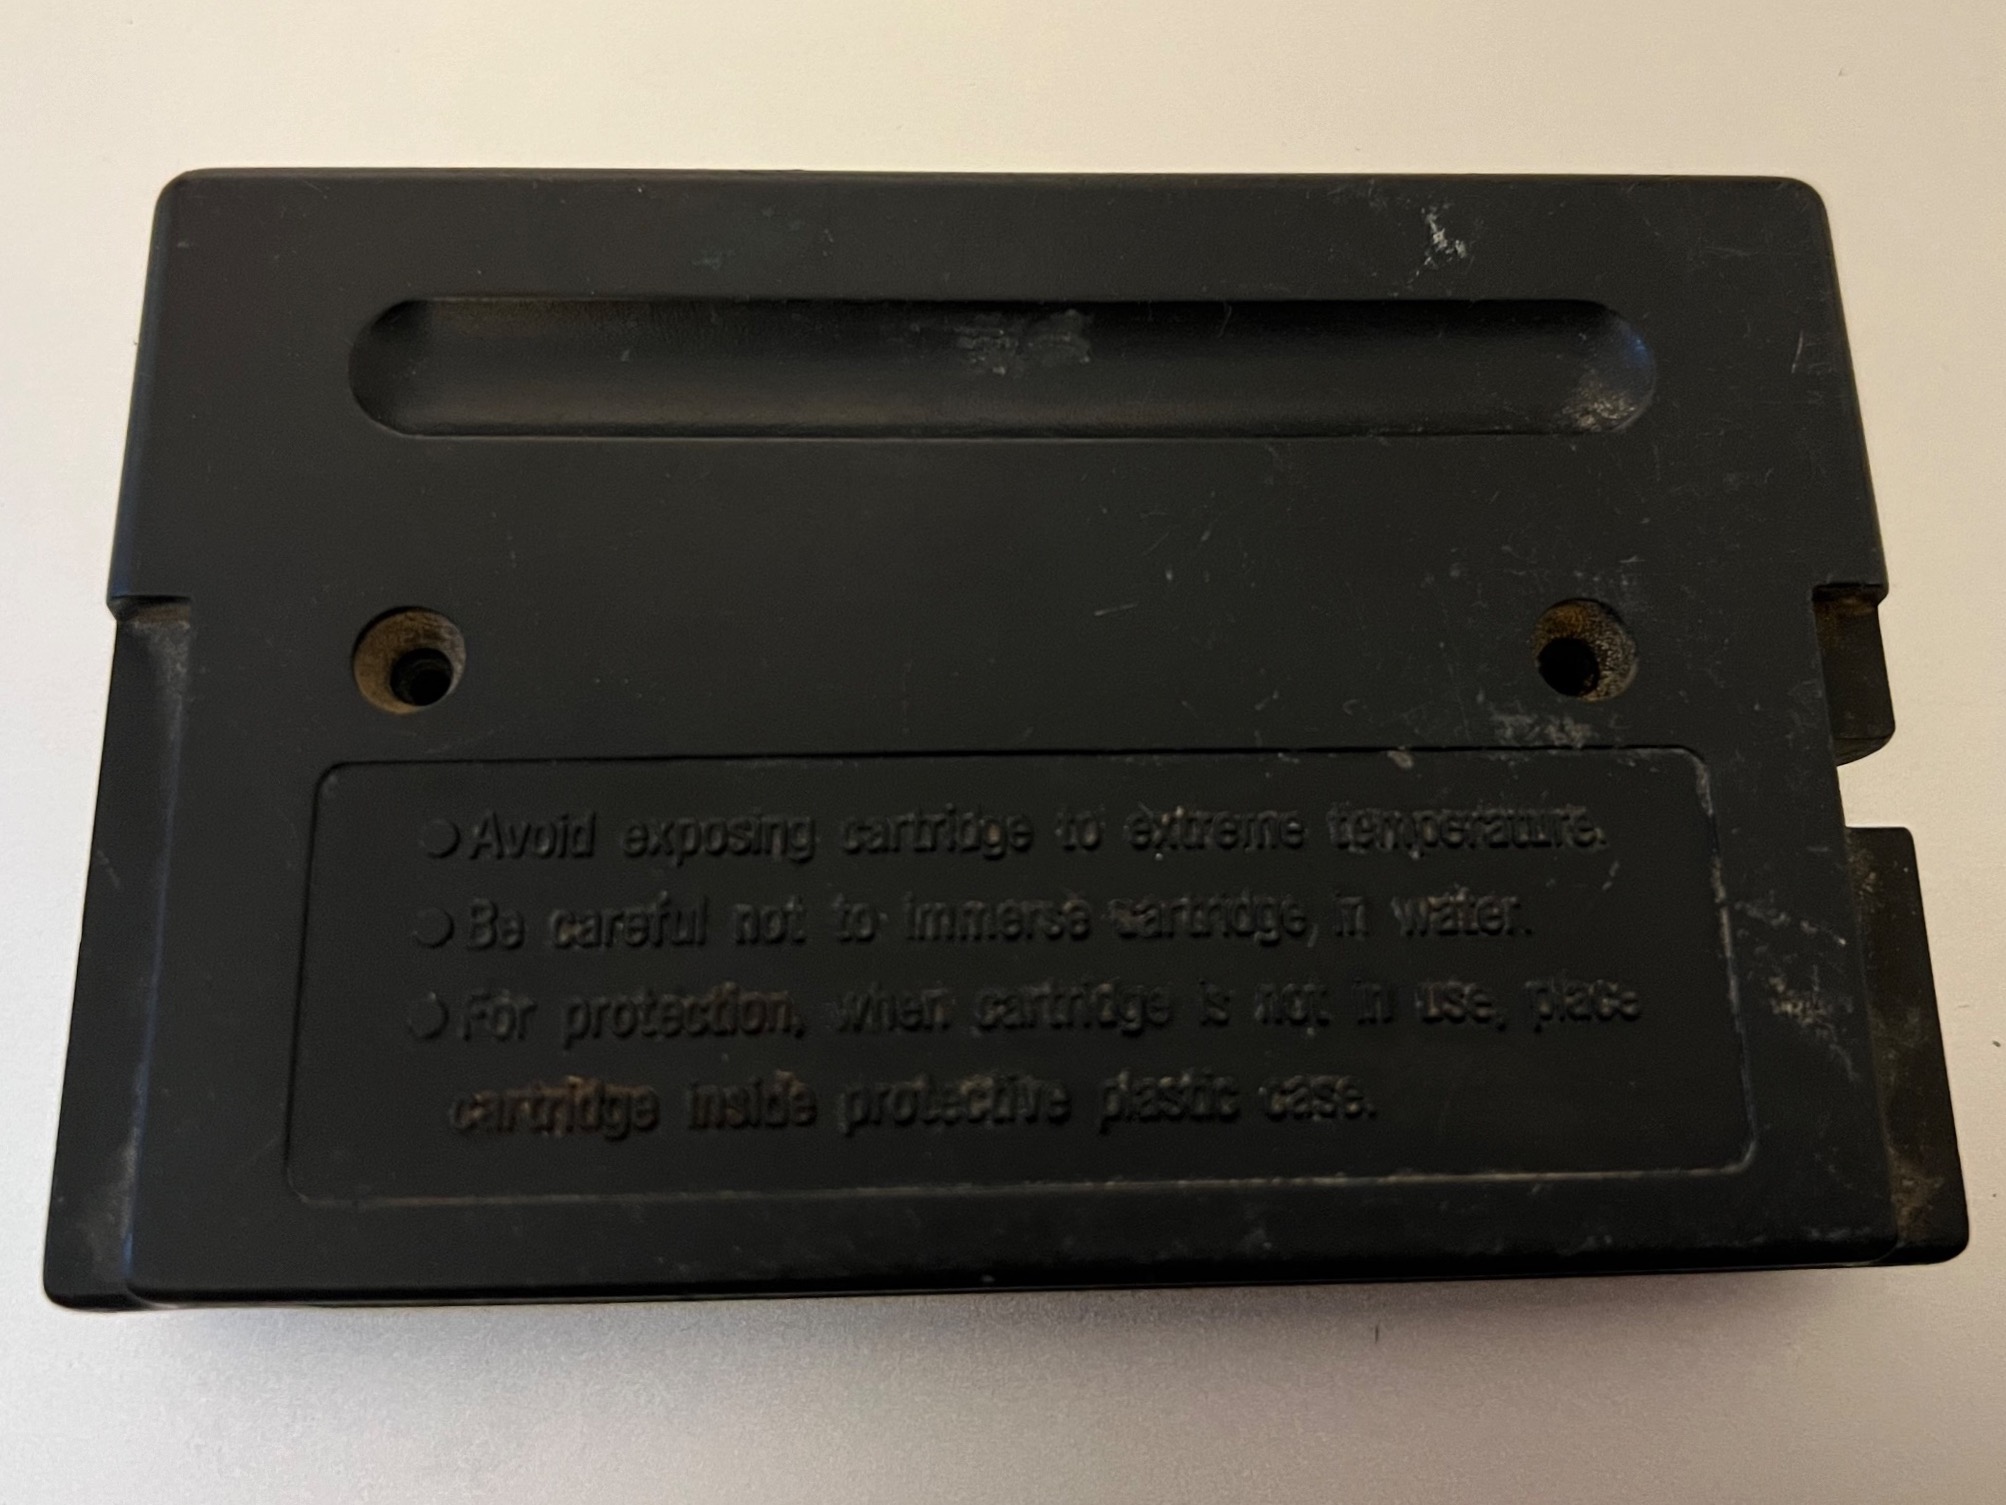 ● Avoid exposing cartridge to extreme temperature.
● Be careful not to immerse cartridge, in water.
● For protection, when cartridge is not in use, place
cartridge inside protective plastic case.